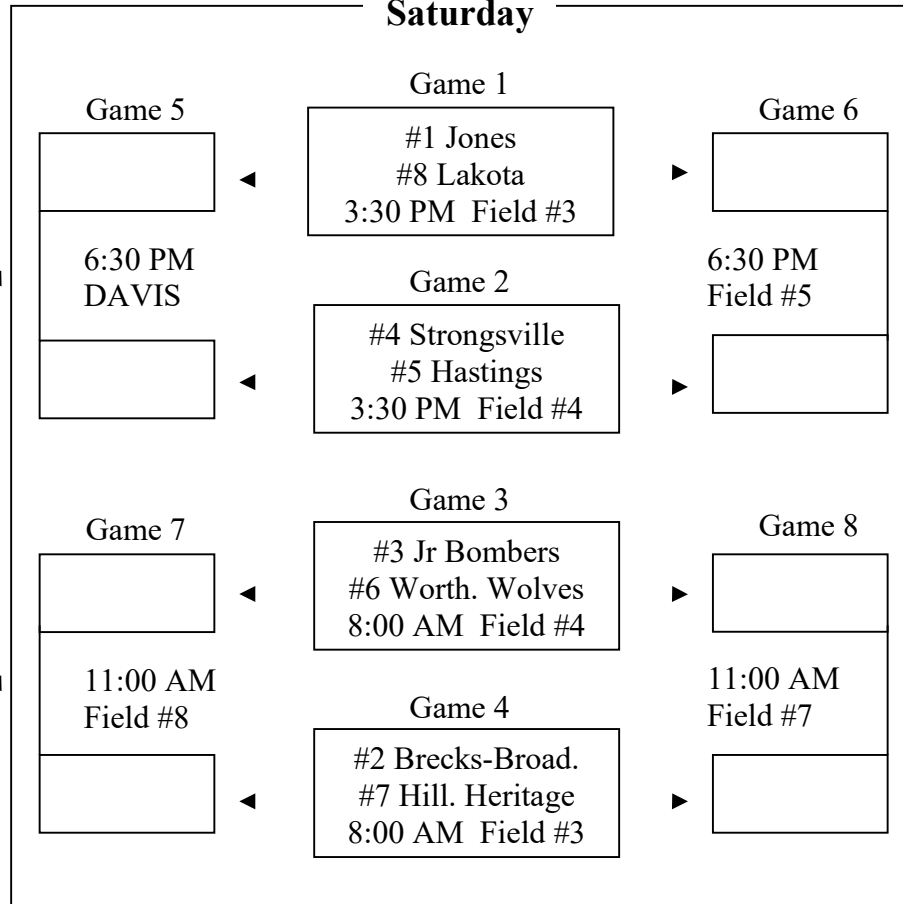 Saturday
Game 1
Game 5
Game 6
#1 Jones
#8 Lakota
3:30 PM Field #3
6:30 PM
DAVIS
6:30 PM
Field #5
Game 2
#4 Strongsville
#5 Hastings
3:30 PM Field #4
Game 3
Game 7
Game 8
#3 Jr Bombers
#6 Worth. Wolves
8:00 AM Field #4
11:00 AM
Field #8
11:00 AM
Field #7
Game 4
#2 Brecks-Broad.
#7 Hill. Heritage
8:00 AM Field #3